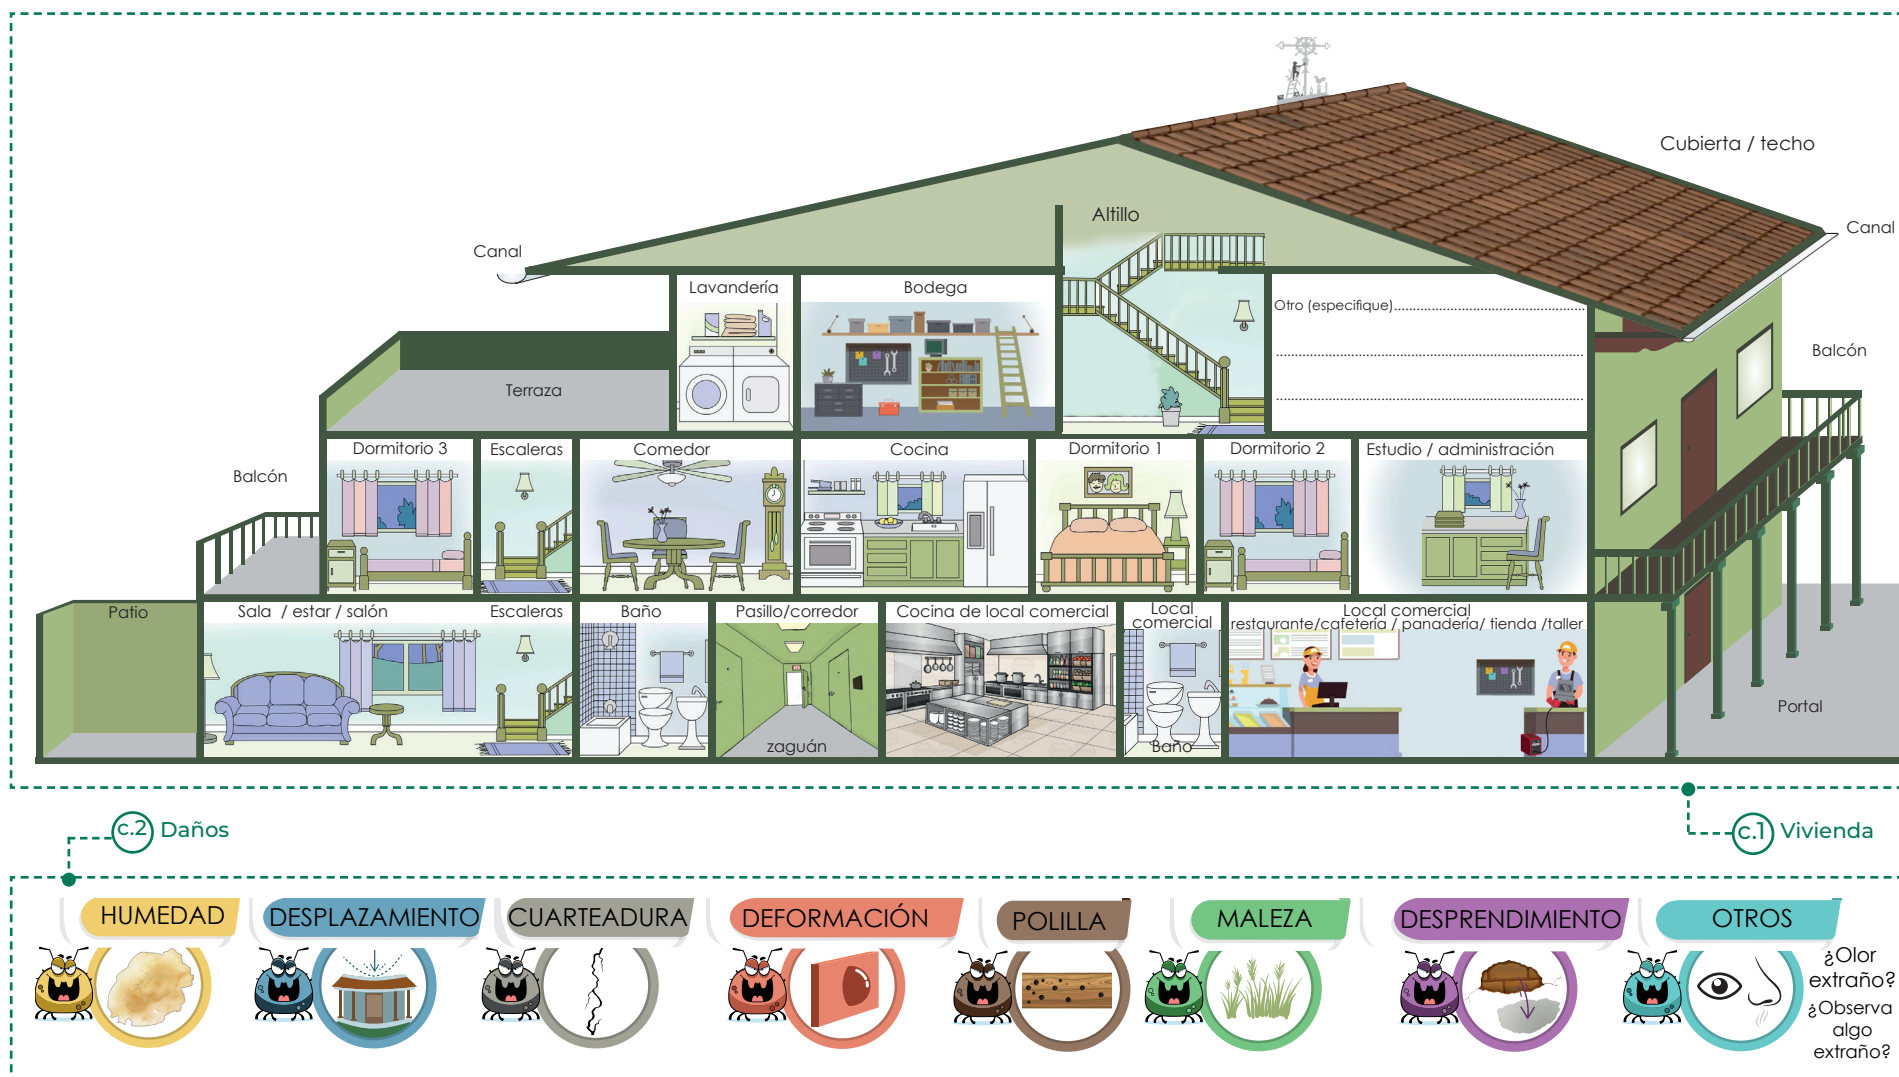 Cubierta / techo
Altillo
Canal
Canal
Lavandería
Bodega
Otro (especifique)
Balcón
Terraza
Dormitorio 3
Escaleras
Comedor
Cocina
Dormitorio 1
Dormitorio 2
Estudio / administración
Balcón
Patio
Sala / estar / salón
Escaleras
Baño
Pasillo/corredor
zaguán
Cocina de local comercial
Local
comercial
Baño
Local comercial
restaurante/cafetería / panadería/ tienda /taller
Portal
c.2 Daños
c.1 Vivienda
HUMEDAD
DESPLAZAMIENTO
CUARTEADURA
DEFORMACIÓN
POLILLA
MALEZA
DESPRENDIMIENTO
OTROS
¿Olor
extraño?
¿Observa
algo
extraño?